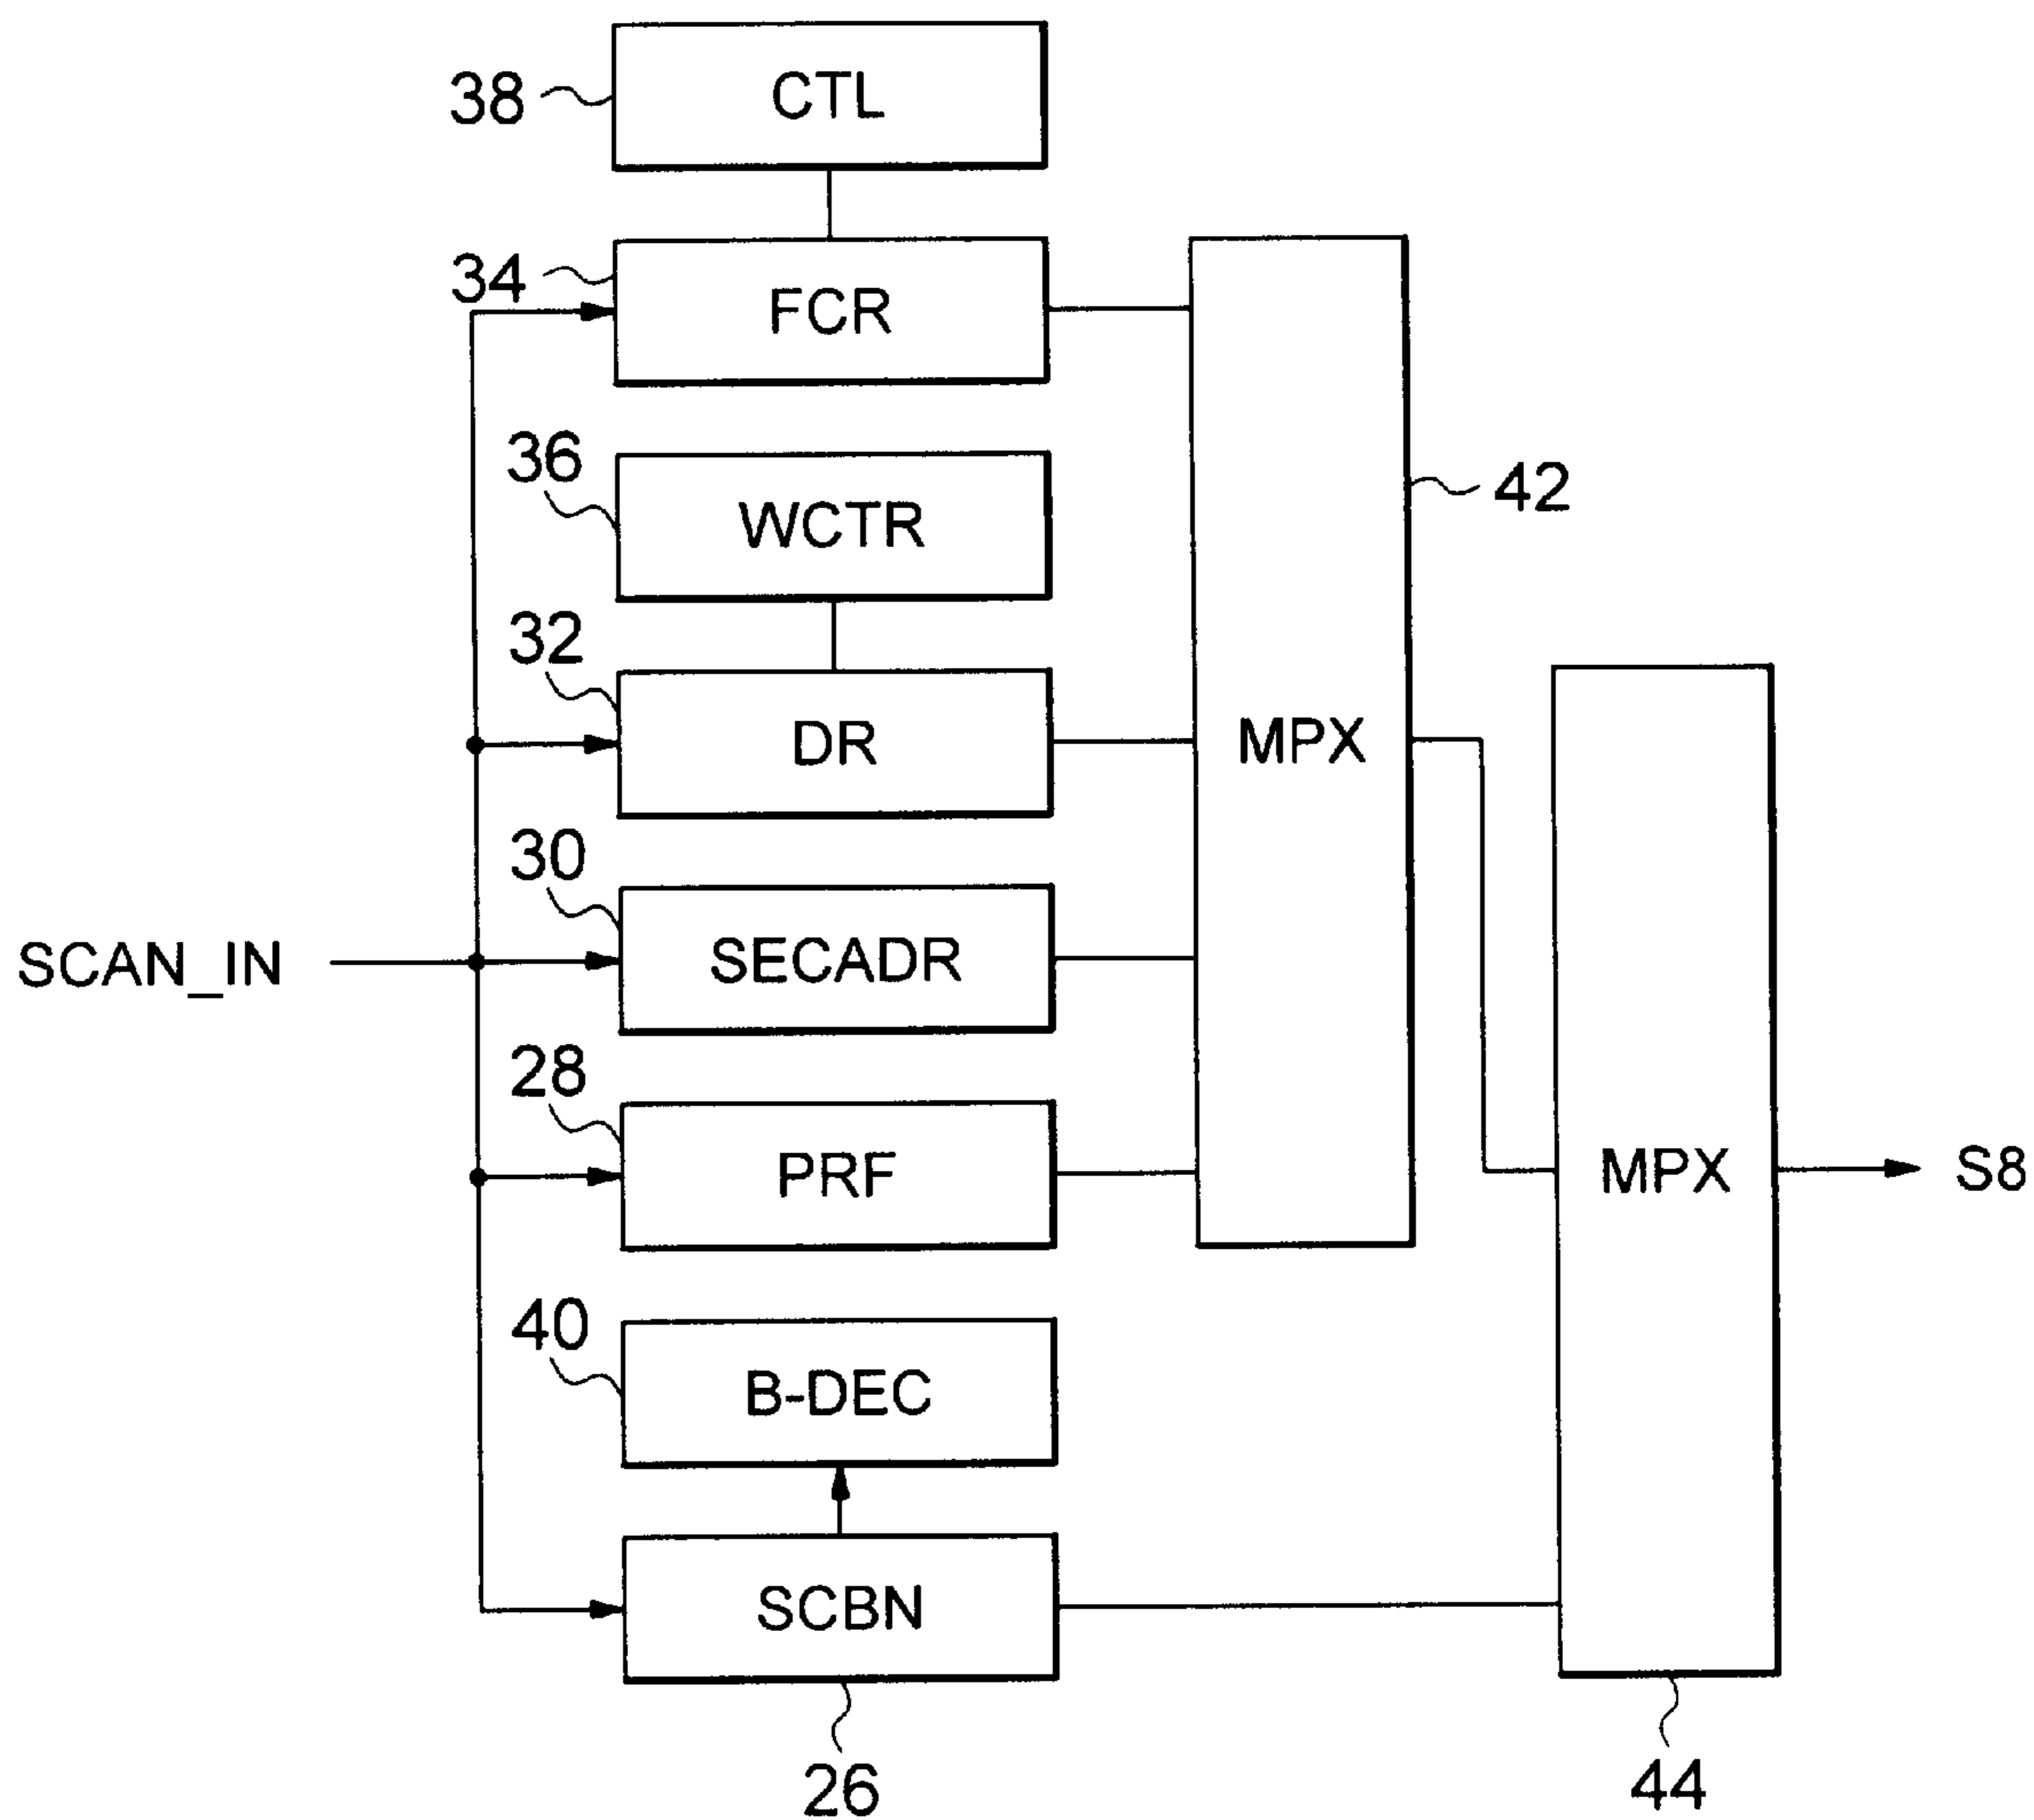 38
CTL
34
FCR
36
WCTR
42
32
DR
MPX
30
SCAN_IN
SECADR
28
PRF
MPX
S8
40
B-DEC
SCBN
26
44